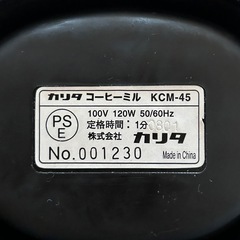 カリタ コーヒーミル KCM-45
PS
E
100V 120W 50/60Hz
定格時間：1分
株式会社 カリタ
No.001230
Made in China